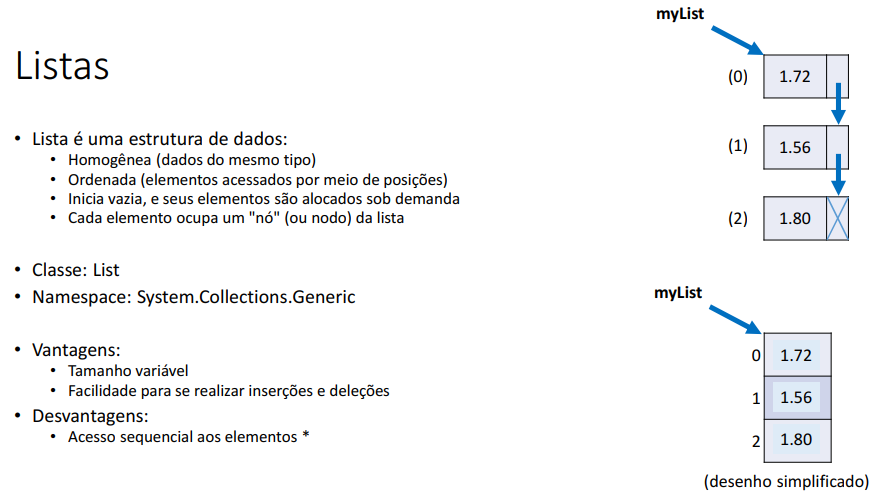 Listas
• Lista é uma estrutura de dados:
• Homogênea (dados do mesmo tipo)
• Ordenada (elementos acessados por meio de posições)
• Inicia vazia, e seus elementos são alocados sob demanda
• Cada elemento ocupa um "nó" (ou nodo) da lista
• Classe: List
• Namespace: System.Collections.Generic
• Vantagens:
• Tamanho variável
• Facilidade para se realizar inserções e deleções
• Desvantagens:
• Acesso sequencial aos elementos *
myList
(0) 1.72
(1) 1.56
(2) 1.80
myList
0 1.72
1 1.56
2 1.80
(desenho simplificado)